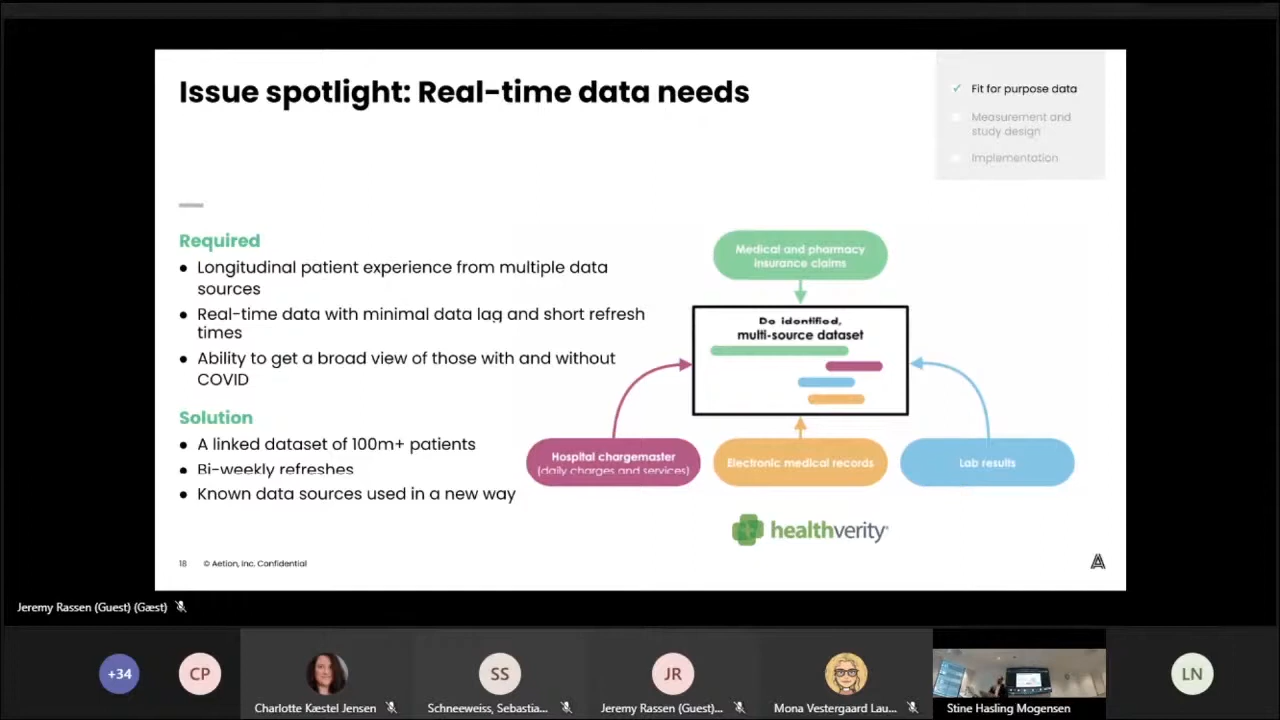 Issue spotlight: Real-time data needs
✓ Fit for purpose data
Measurement and
study design
Implementation
Required
● Longitudinal patient experience from multiple data
sources
● Real-time data with minimal data lag and short refresh
times
● Ability to get a broad view of those with and without
COVID
Solution
● A linked dataset of 100m+ patients
● Bi-weekly refreshes
● Known data sources used in a new way
Medical and pharmacy
insurance claims
De identified,
multi-source dataset
Hospital chargemaster
(daily charges and services)
Electronic medical records
Lab results
healthverity
18 © Aetion, Inc. Confidential
Jeremy Rassen (Guest) (Gæst)
+34
CP
Charlotte Kæstel Jensen
SS
Schneeweiss, Sebastia...
JR
Jeremy Rassen (Guest)...
Mona Vestergaard Lau...
Stine Hasling Mogensen
LN